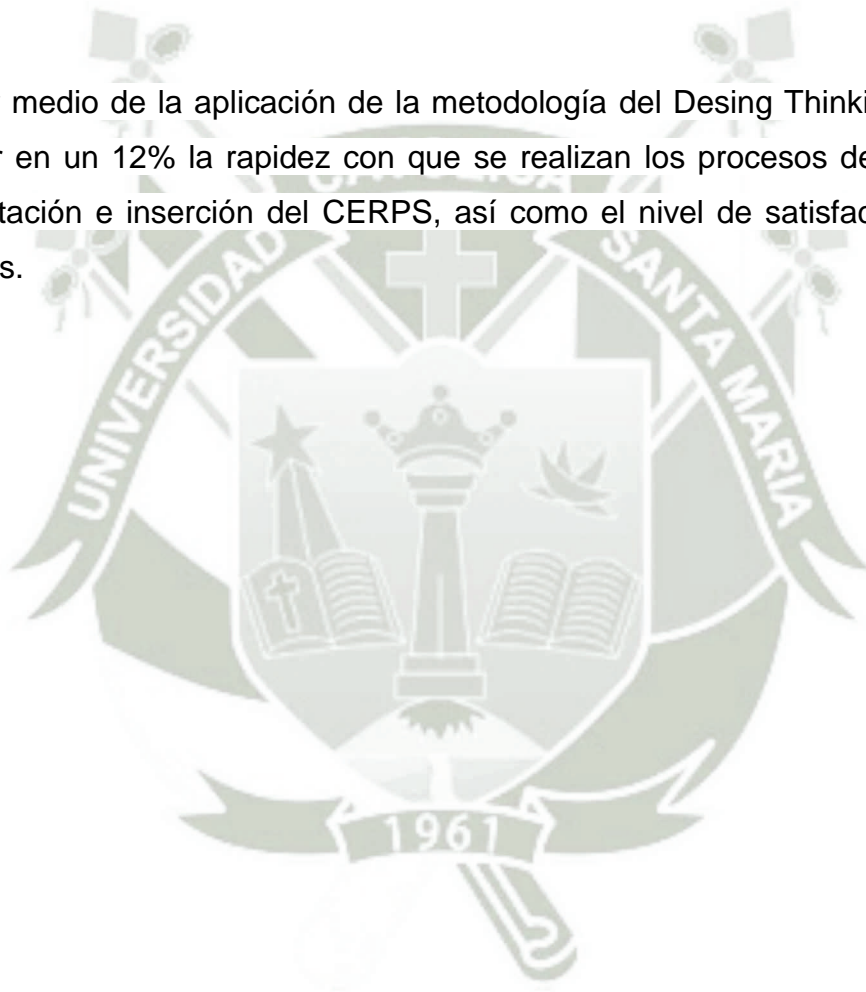 medio de la aplicación de la metodología del Desing Thinki
en un 12% la rapidez con que se realizan los procesos de
tación e inserción del CERPS, así como el nivel de satisfac
s.
UNIVERSIDAD
SANTA MARIA
1961